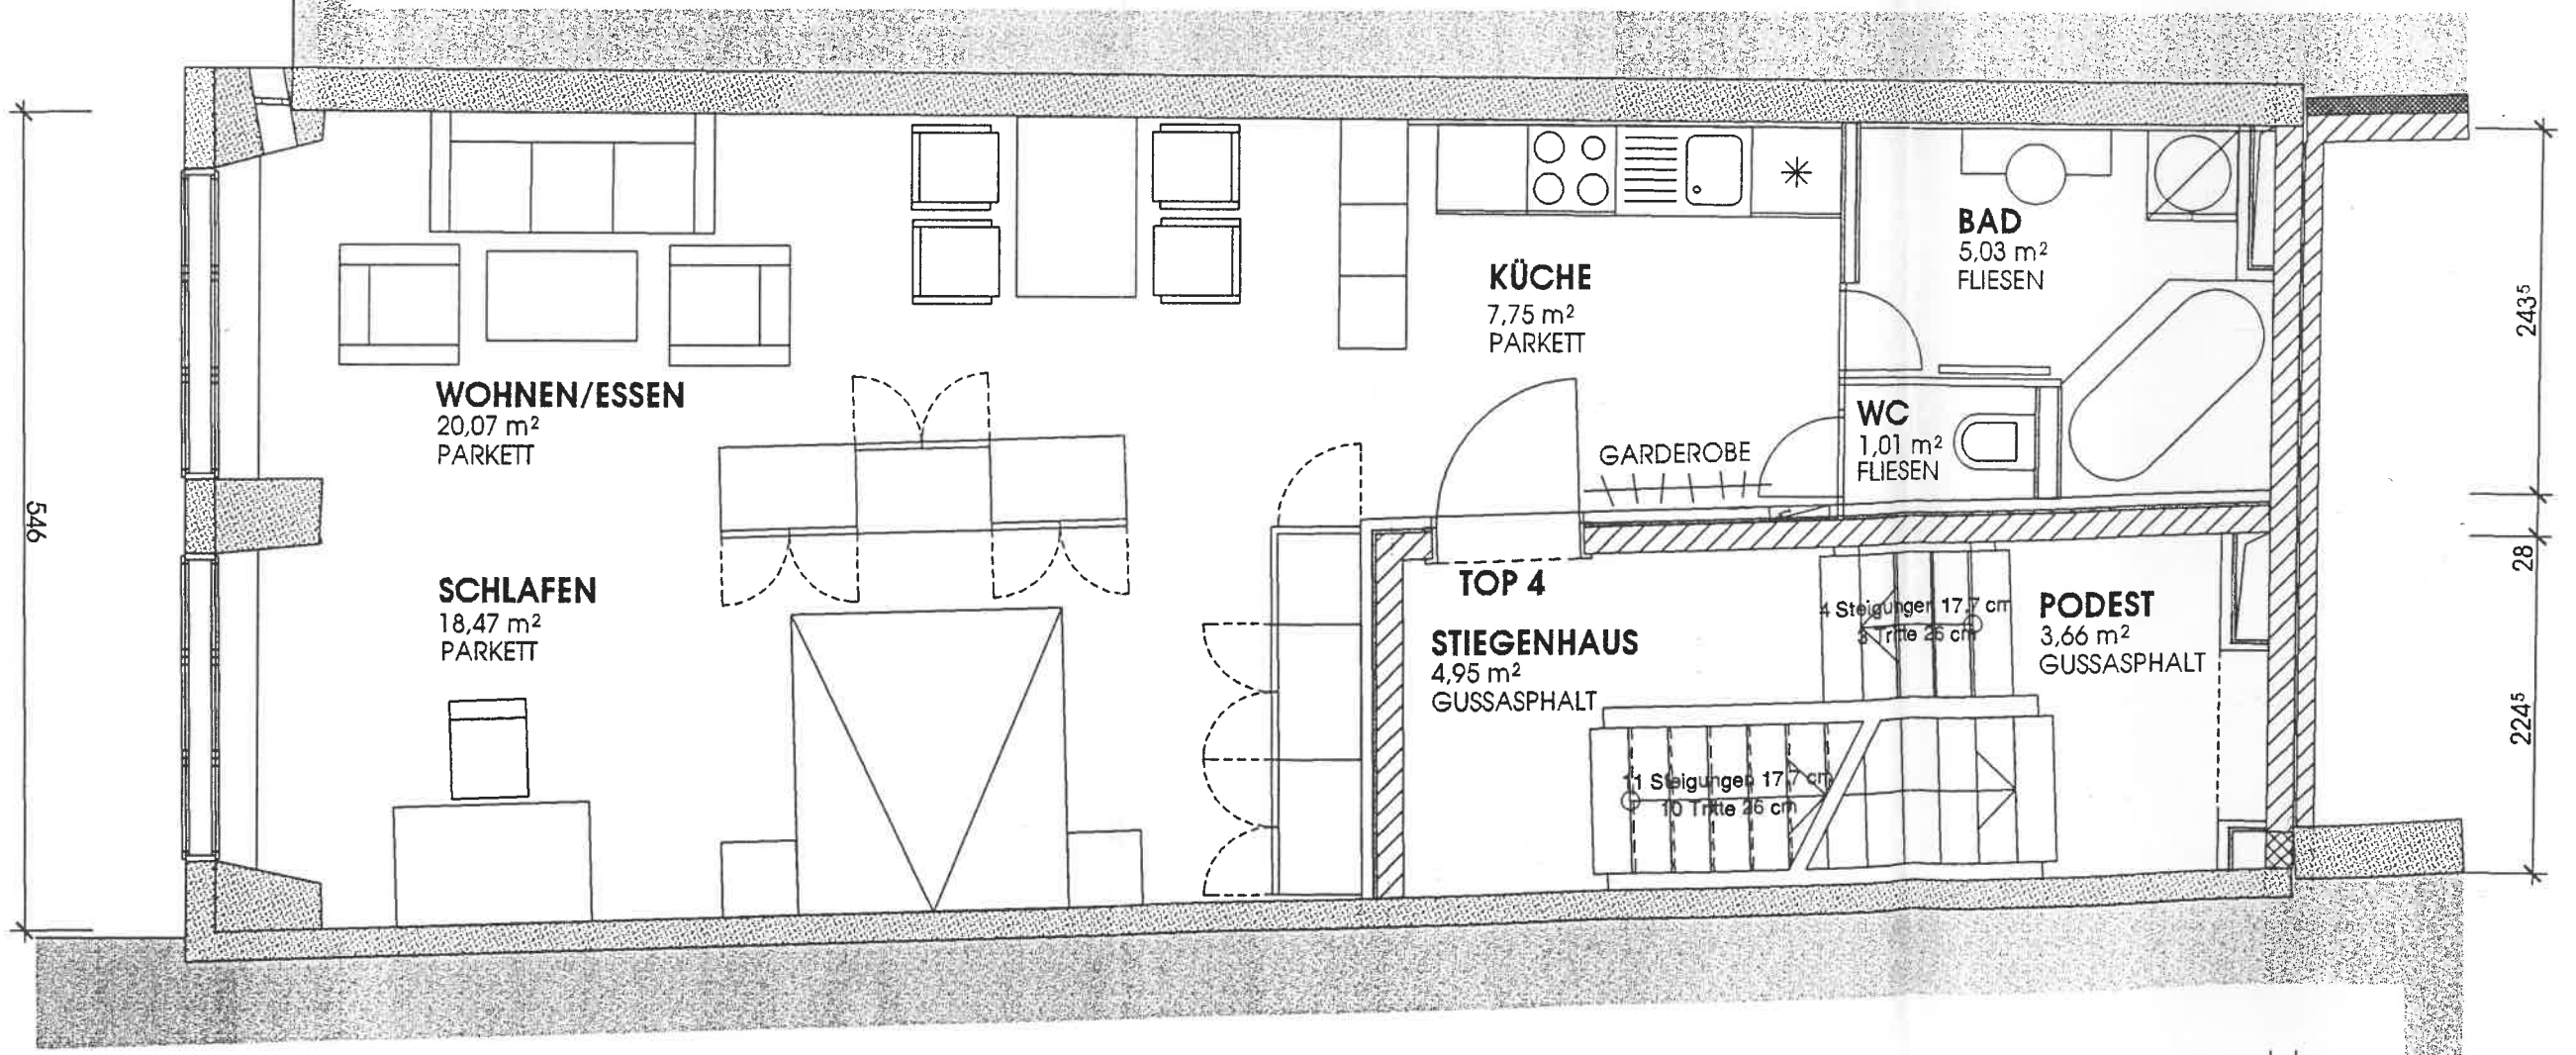 546
WOHNEN/ESSEN
20,07 m²
PARKETT
SCHLAFEN
18,47 m²
PARKETT
KÜCHE
7,75 m²
PARKETT
GARDEROBE
BAD
5,03 m²
FLIESEN
WC
1,01 m²
FLIESEN
TOP 4
STIEGENHAUS
4,95 m²
GUSSASPHALT
4 Steigungen 17,7 cm
3 Tritte 26 cm
11 Steigungen 17,7 cm
10 Tritte 26 cm
PODEST
3,66 m²
GUSSASPHALT
243⁵
28
224⁵